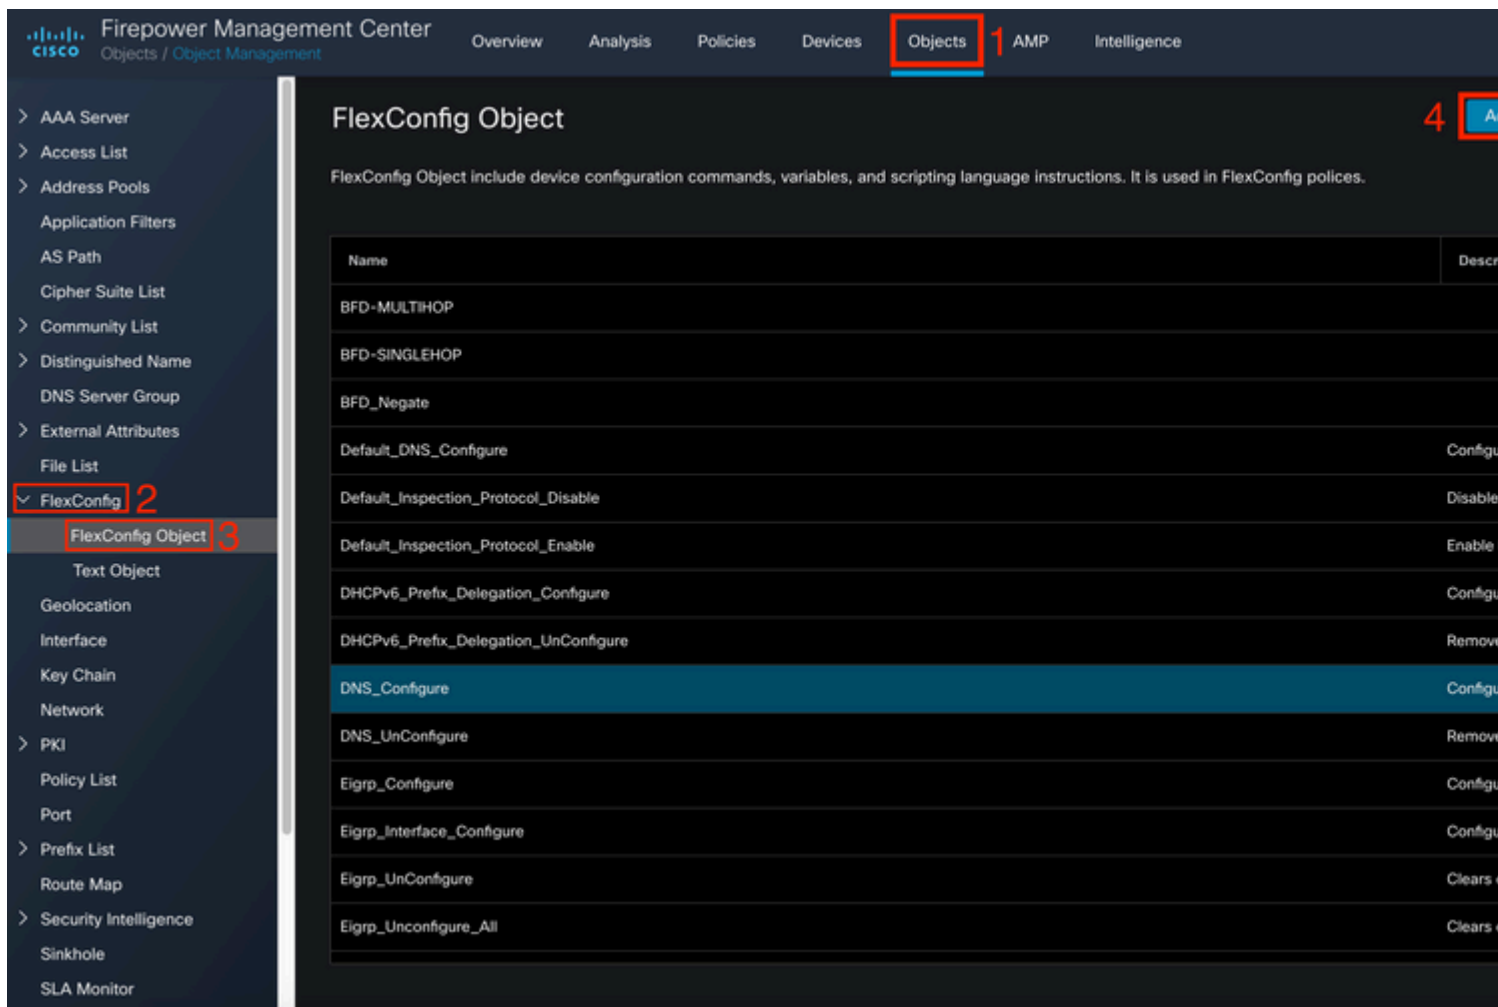 Firepower Management Center
CISCO
Objects / Object Management
Overview
Analysis
Policies
Devices
Objects
1
AMP
Intelligence
AAA Server
Access List
Address Pools
Application Filters
AS Path
Cipher Suite List
Community List
Distinguished Name
DNS Server Group
External Attributes
File List
FlexConfig 2
FlexConfig Object 3
Text Object
Geolocation
Interface
Key Chain
Network
PKI
Policy List
Port
Prefix List
Route Map
Security Intelligence
Sinkhole
SLA Monitor
FlexConfig Object
4
FlexConfig Object include device configuration commands, variables, and scripting language instructions. It is used in FlexConfig polices.
Name
BFD-MULTIHOP
BFD-SINGLEHOP
BFD_Negate
Default_DNS_Configure
Default_Inspection_Protocol_Disable Disable
Default_Inspection_Protocol_Enable Enable
DHCPv6_Prefix_Delegation_Configure
DHCPv6_Prefix_Delegation_UnConfigure Remove
DNS_Configure
DNS_UnConfigure Remove
Eigrp_Configure
Eigrp_Interface_Configure
Eigrp_UnConfigure Clears
Eigrp_Unconfigure_All Clears